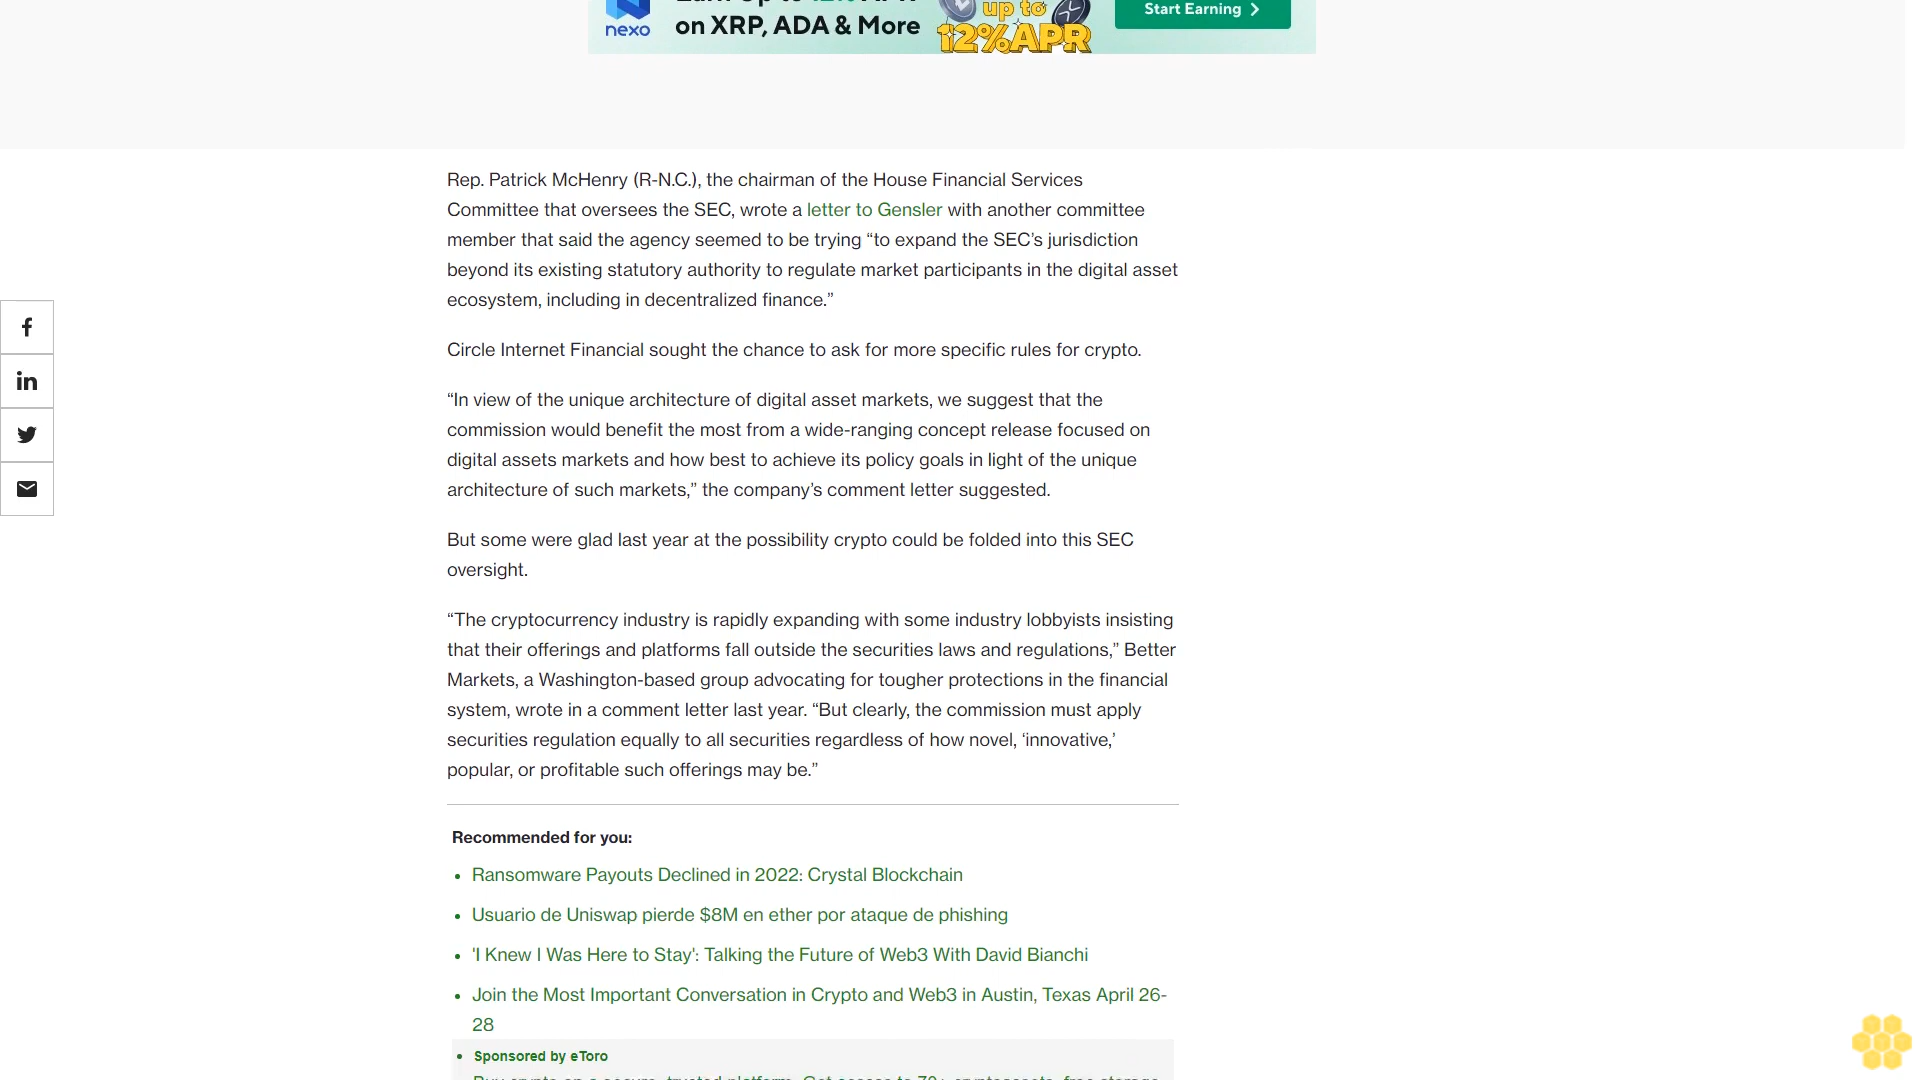 on XRP, ADA & More
up to
12% APR
Start Earning
nexo
Rep. Patrick McHenry (R-N.C.), the chairman of the House Financial Services
Committee that oversees the SEC, wrote a letter to Gensler with another committee
member that said the agency seemed to be trying “to expand the SEC’s jurisdiction
beyond its existing statutory authority to regulate market participants in the digital asset
ecosystem, including in decentralized finance.”
Circle Internet Financial sought the chance to ask for more specific rules for crypto.
“In view of the unique architecture of digital asset markets, we suggest that the
commission would benefit the most from a wide-ranging concept release focused on
digital assets markets and how best to achieve its policy goals in light of the unique
architecture of such markets,” the company’s comment letter suggested.
But some were glad last year at the possibility crypto could be folded into this SEC
oversight.
“The cryptocurrency industry is rapidly expanding with some industry lobbyists insisting
that their offerings and platforms fall outside the securities laws and regulations,” Better
Markets, a Washington-based group advocating for tougher protections in the financial
system, wrote in a comment letter last year. “But clearly, the commission must apply
securities regulation equally to all securities regardless of how novel, ‘innovative,’
popular, or profitable such offerings may be.”
Recommended for you:
Ransomware Payouts Declined in 2022: Crystal Blockchain
Usuario de Uniswap pierde $8M en ether por ataque de phishing
'I Knew I Was Here to Stay': Talking the Future of Web3 With David Bianchi
Join the Most Important Conversation in Crypto and Web3 in Austin, Texas April 26-
28
Sponsored by eToro